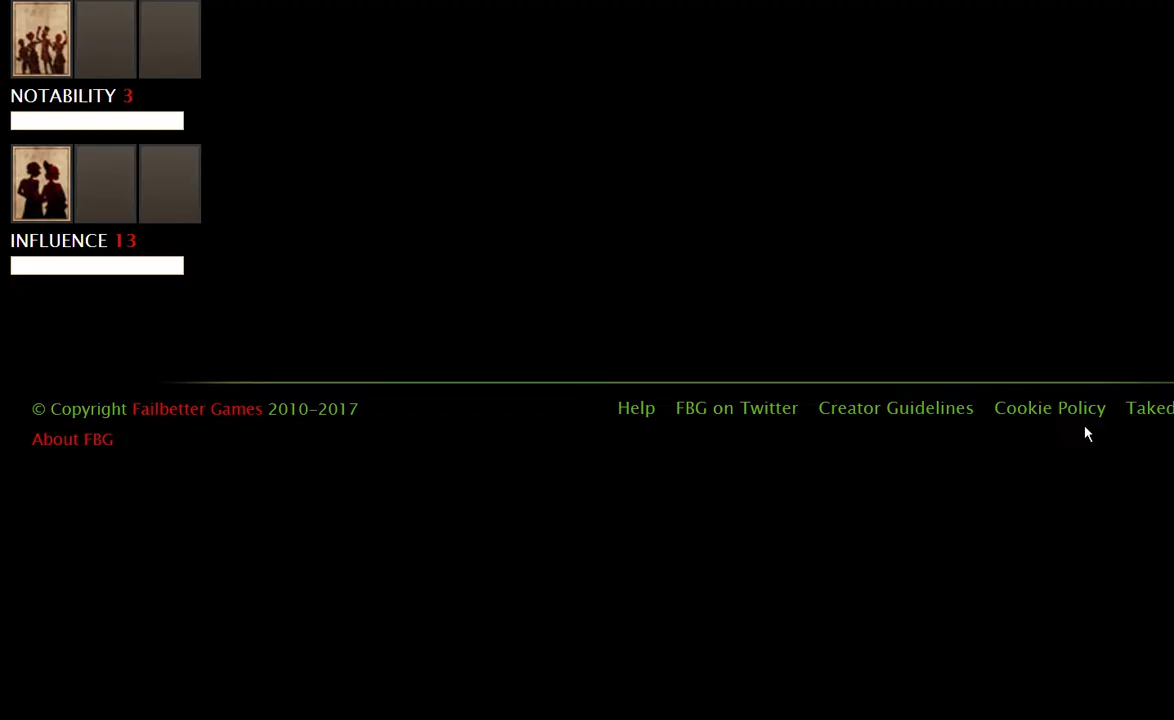 NOTABILITY 3
INFLUENCE 13
© Copyright Failbetter Games 2010-2017
Help FBG on Twitter Creator Guidelines Cookie Policy Taked
About FBG